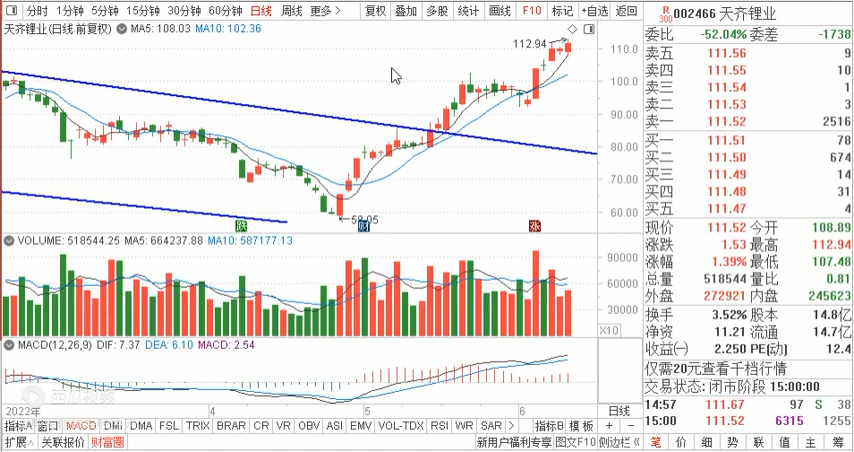 分时 1分钟 5分钟 15分钟 30分钟 60分钟 日线 周线 更多 复权 叠加 多股 统计 画线 F10 标记 +自选 返回
天齐锂业(日线.前复权) MA5: 108.03 MA10: 102.36
112.94
110.0
100.0
90.00
80.00
70.00
60.00
58.05
跌 财 涨
VOLUME: 518544.25 MA5: 664237.88 MA10: 587177.13
90000
60000
30000
X10
MACD(12,26,9) DIF: 7.37 DEA: 6.10 MACD: 2.54
西瓜视频
2022年 4 5 6 日线
指标A 窗口 MACD DMI DMA FSL TRIX BRAR CR VR OBV ASI EMV VOL-TDX RSI WR SAR 指标B 模板 + -
扩展 关联报价 财富圈 新用户福利专享 图文F10 侧边栏
R 300 002466 天齐锂业
委比 -52.04% 委差 -1738
卖五 111.56 9
卖四 111.55 10
卖三 111.54 1
卖二 111.53 3
卖一 111.52 2516
买一 111.51 78
买二 111.50 674
买三 111.49 14
买四 111.48 31
买五 111.47 4
现价 111.52 今开 108.89
涨跌 1.53 最高 112.94
涨幅 1.39% 最低 107.48
总量 518544 量比 0.81
外盘 272921 内盘 245623
换手 3.52% 股本 14.8亿
净资 11.21 流通 14.7亿
收益(一) 2.250 PE(动) 12.4
仅需20元查看千档行情
交易状态: 闭市阶段 15:00:00
14:57 111.67 97 S 38
15:00 111.52 6315 1255
笔 价 细 势 联 值 主 筹